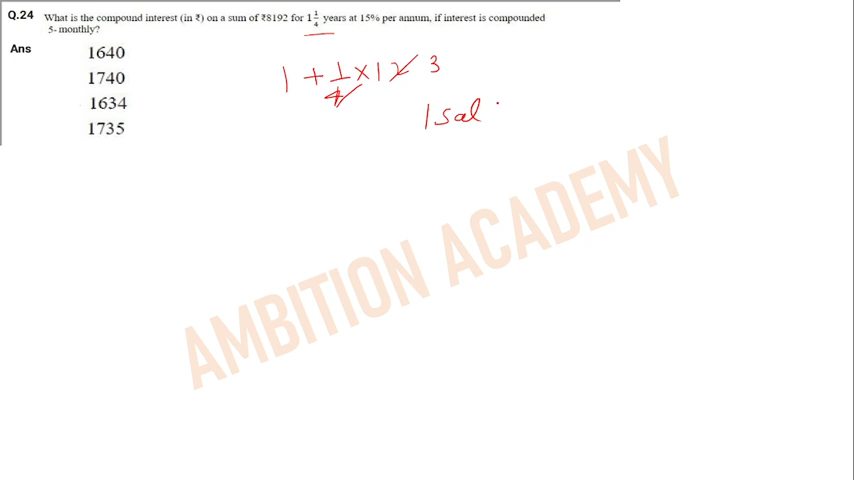 Q.24 What is the compound interest (in ₹) on a sum of ₹8192 for 1 1/4 years at 15% per annum, if interest is compounded
5-monthly?
Ans
1640
1740
1634
1735
1 + 1/4 × 12 3
1 sal
AMBITION ACADEMY